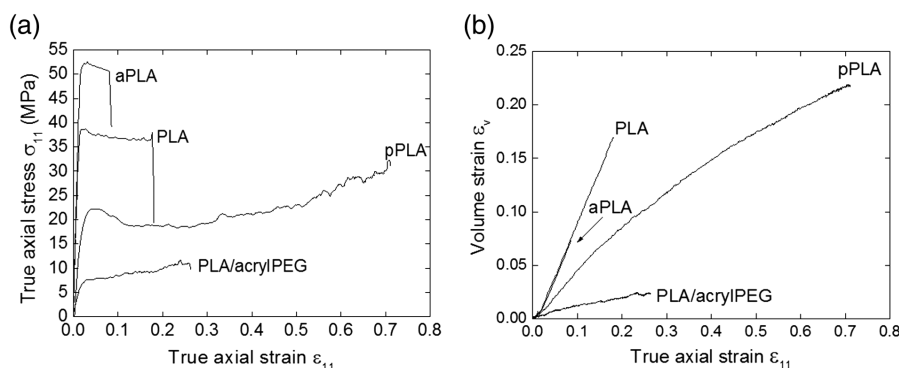 (a)
True axial stress σ11 (MPa)
55
50
45
40
35
30
25
20
15
10
5
0
aPLA
PLA
pPLA
PLA/acrylPEG
0.0 0.1 0.2 0.3 0.4 0.5 0.6 0.7 0.8
True axial strain ε11
(b)
Volume strain εv
0.25
0.20
0.15
0.10
0.05
0.00
pPLA
PLA
aPLA
PLA/acrylPEG
0.0 0.1 0.2 0.3 0.4 0.5 0.6 0.7 0.8
True axial strain ε11